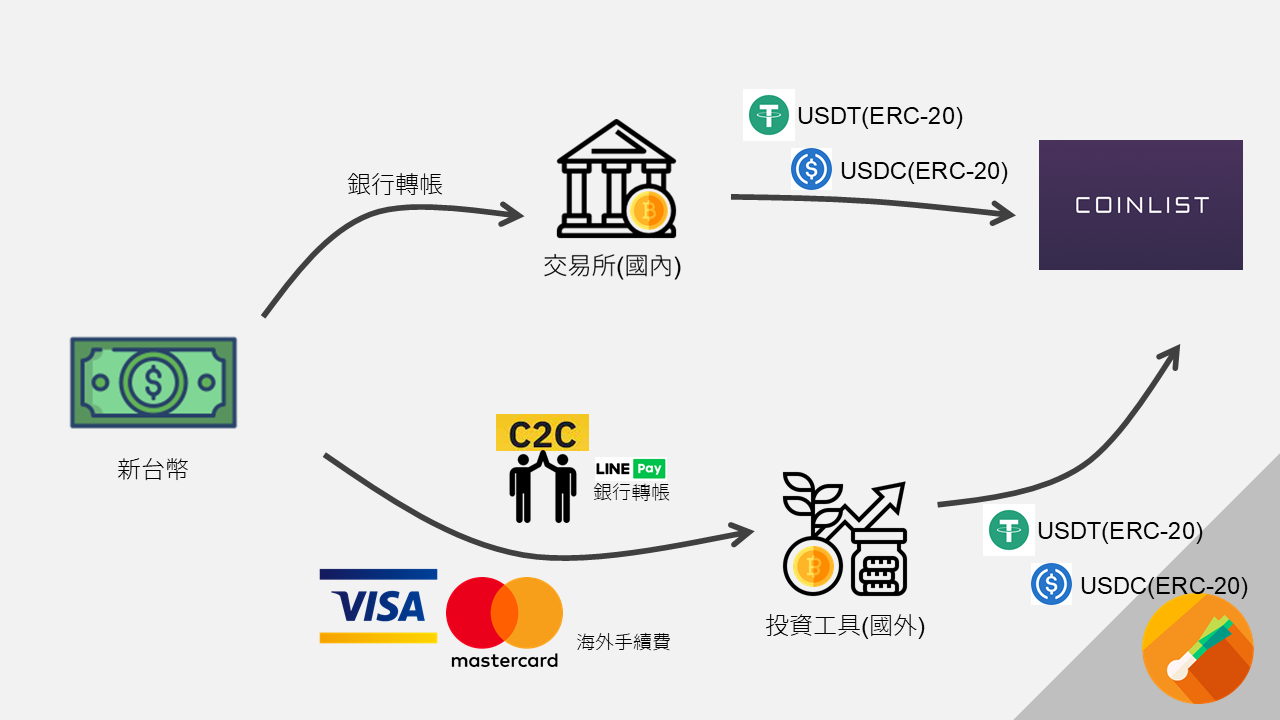 USDT(ERC-20)
USDC(ERC-20)
銀行轉帳
COINLIST
交易所(國內)
新台幣
C2C
LINE Pay
銀行轉帳
USDT(ERC-20)
USDC(ERC-20)
VISA
mastercard
海外手續費
投資工具(國外)